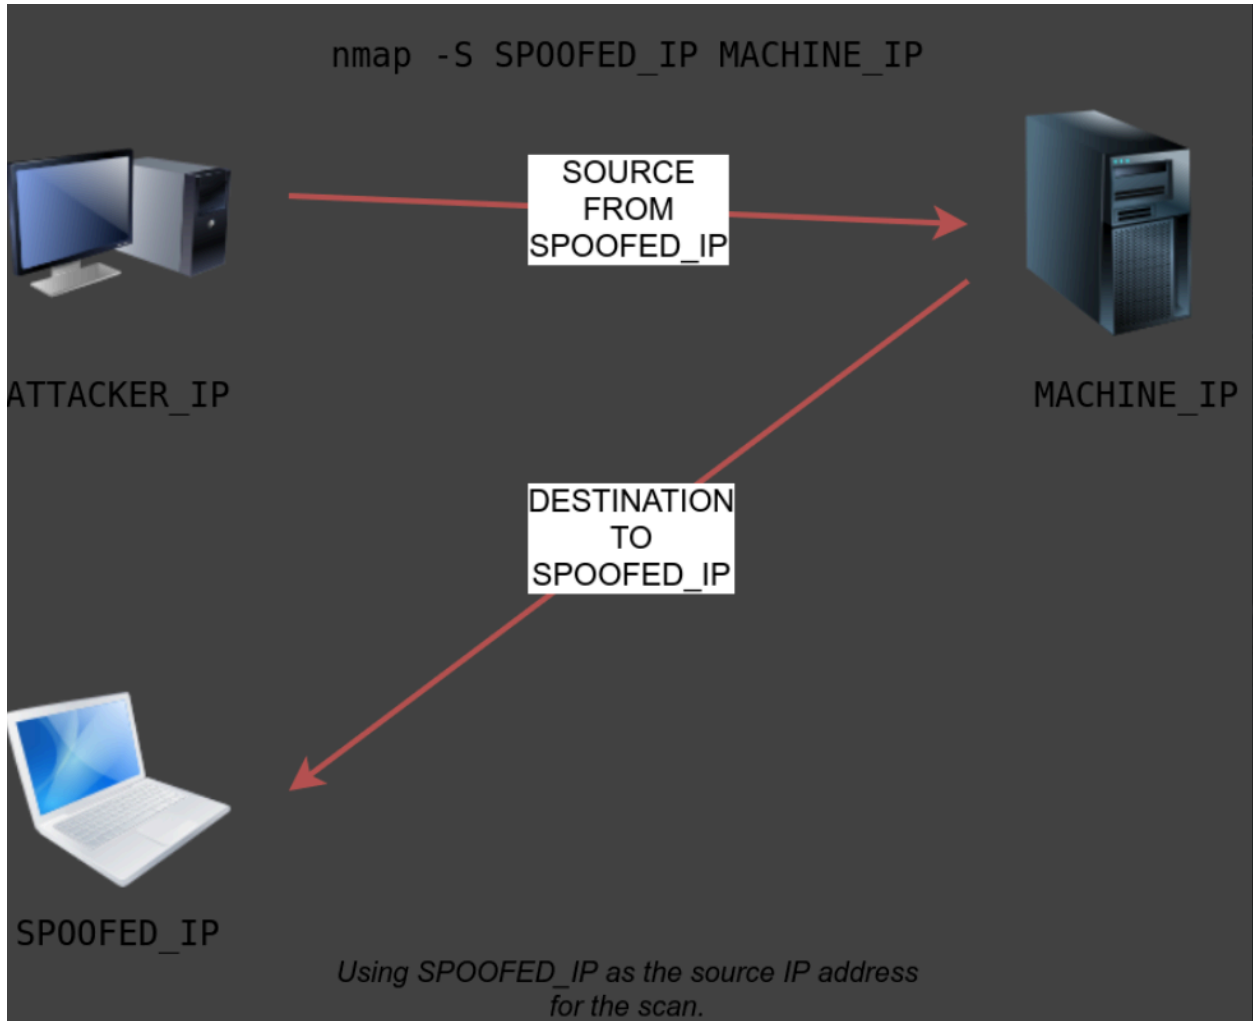 nmap -S SPOOFED_IP MACHINE_IP
SOURCE
FROM
SPOOFED_IP
ATTACKER_IP
MACHINE_IP
DESTINATION
TO
SPOOFED_IP
SPOOFED_IP
Using SPOOFED_IP as the source IP address
for the scan.